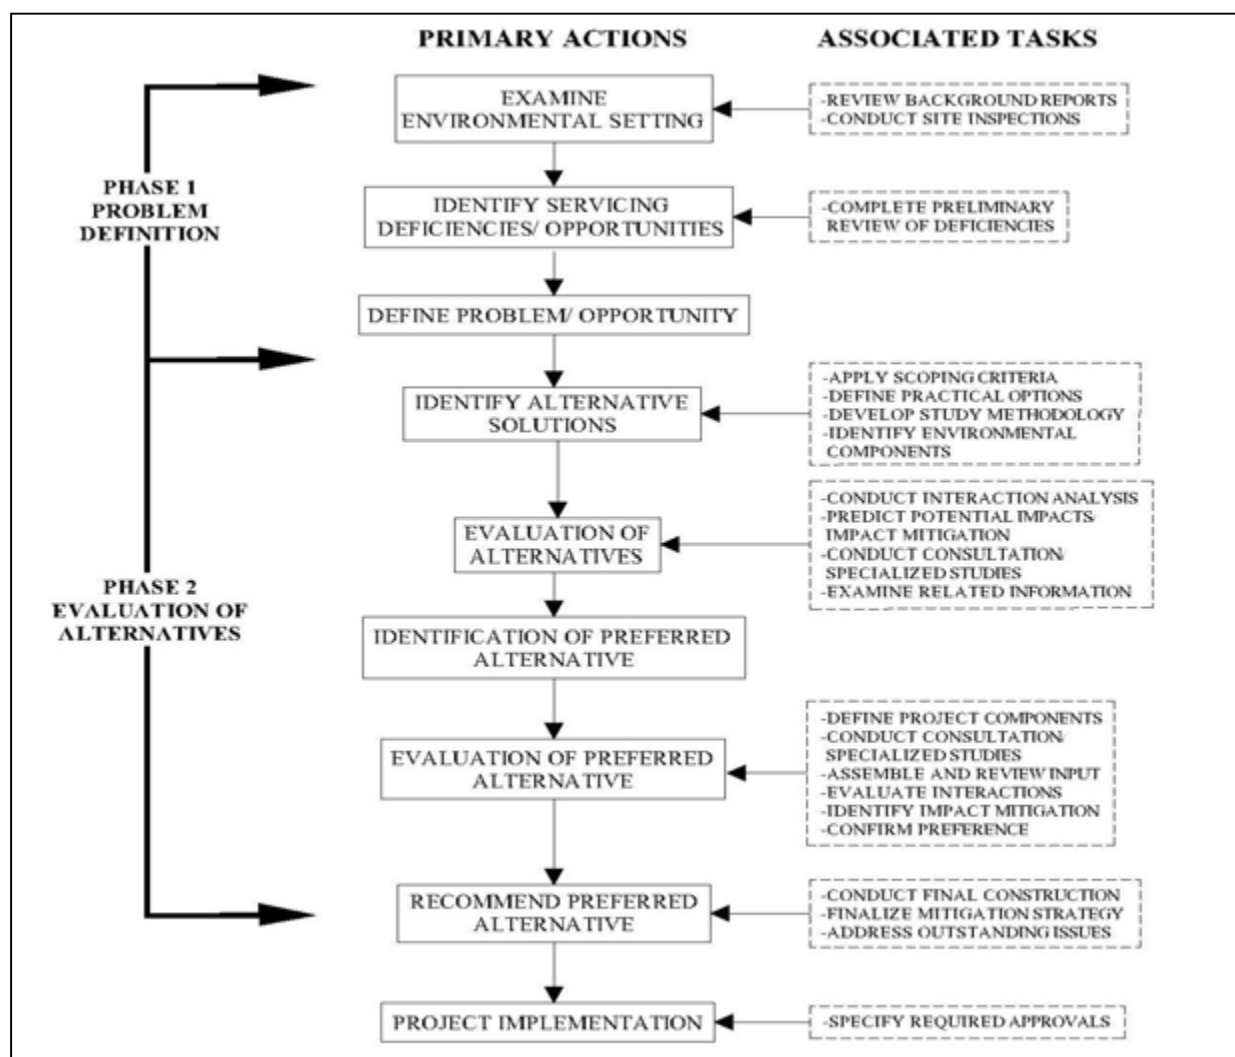 PRIMARY ACTIONS
ASSOCIATED TASKS
EXAMINE
ENVIRONMENTAL SETTING
-REVIEW BACKGROUND REPORTS
-CONDUCT SITE INSPECTIONS
PHASE 1
PROBLEM
DEFINITION
IDENTIFY SERVICING
DEFICIENCIES/ OPPORTUNITIES
-COMPLETE PRELIMINARY
REVIEW OF DEFICIENCIES
DEFINE PROBLEM/ OPPORTUNITY
IDENTIFY ALTERNATIVE
SOLUTIONS
-APPLY SCOPING CRITERIA
-DEFINE PRACTICAL OPTIONS
-DEVELOP STUDY METHODOLOGY
-IDENTIFY ENVIRONMENTAL
COMPONENTS
EVALUATION OF
ALTERNATIVES
-CONDUCT INTERACTION ANALYSIS
-PREDICT POTENTIAL IMPACTS/
IMPACT MITIGATION
-CONDUCT CONSULTATION/
SPECIALIZED STUDIES
-EXAMINE RELATED INFORMATION
PHASE 2
EVALUATION OF
ALTERNATIVES
IDENTIFICATION OF PREFERRED
ALTERNATIVE
EVALUATION OF PREFERRED
ALTERNATIVE
-DEFINE PROJECT COMPONENTS
-CONDUCT CONSULTATION/
SPECIALIZED STUDIES
-ASSEMBLE AND REVIEW INPUT
-EVALUATE INTERACTIONS
-IDENTIFY IMPACT MITIGATION
-CONFIRM PREFERENCE
RECOMMEND PREFERRED
ALTERNATIVE
-CONDUCT FINAL CONSTRUCTION
-FINALIZE MITIGATION STRATEGY
-ADDRESS OUTSTANDING ISSUES
PROJECT IMPLEMENTATION
-SPECIFY REQUIRED APPROVALS